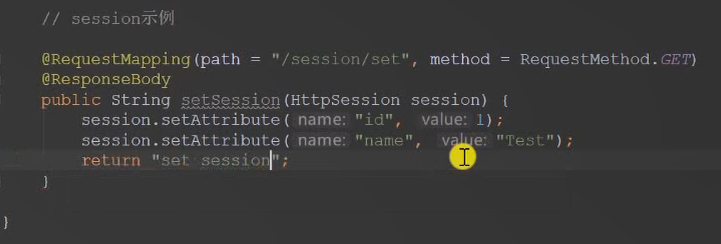 // session示例
@RequestMapping(path = "/session/set", method = RequestMethod.GET)
@ResponseBody
public String setSession(HttpSession session) {
session.setAttribute( name: "id", value: 1);
session.setAttribute( name: "name", value: "Test");
return "set session";
}
}